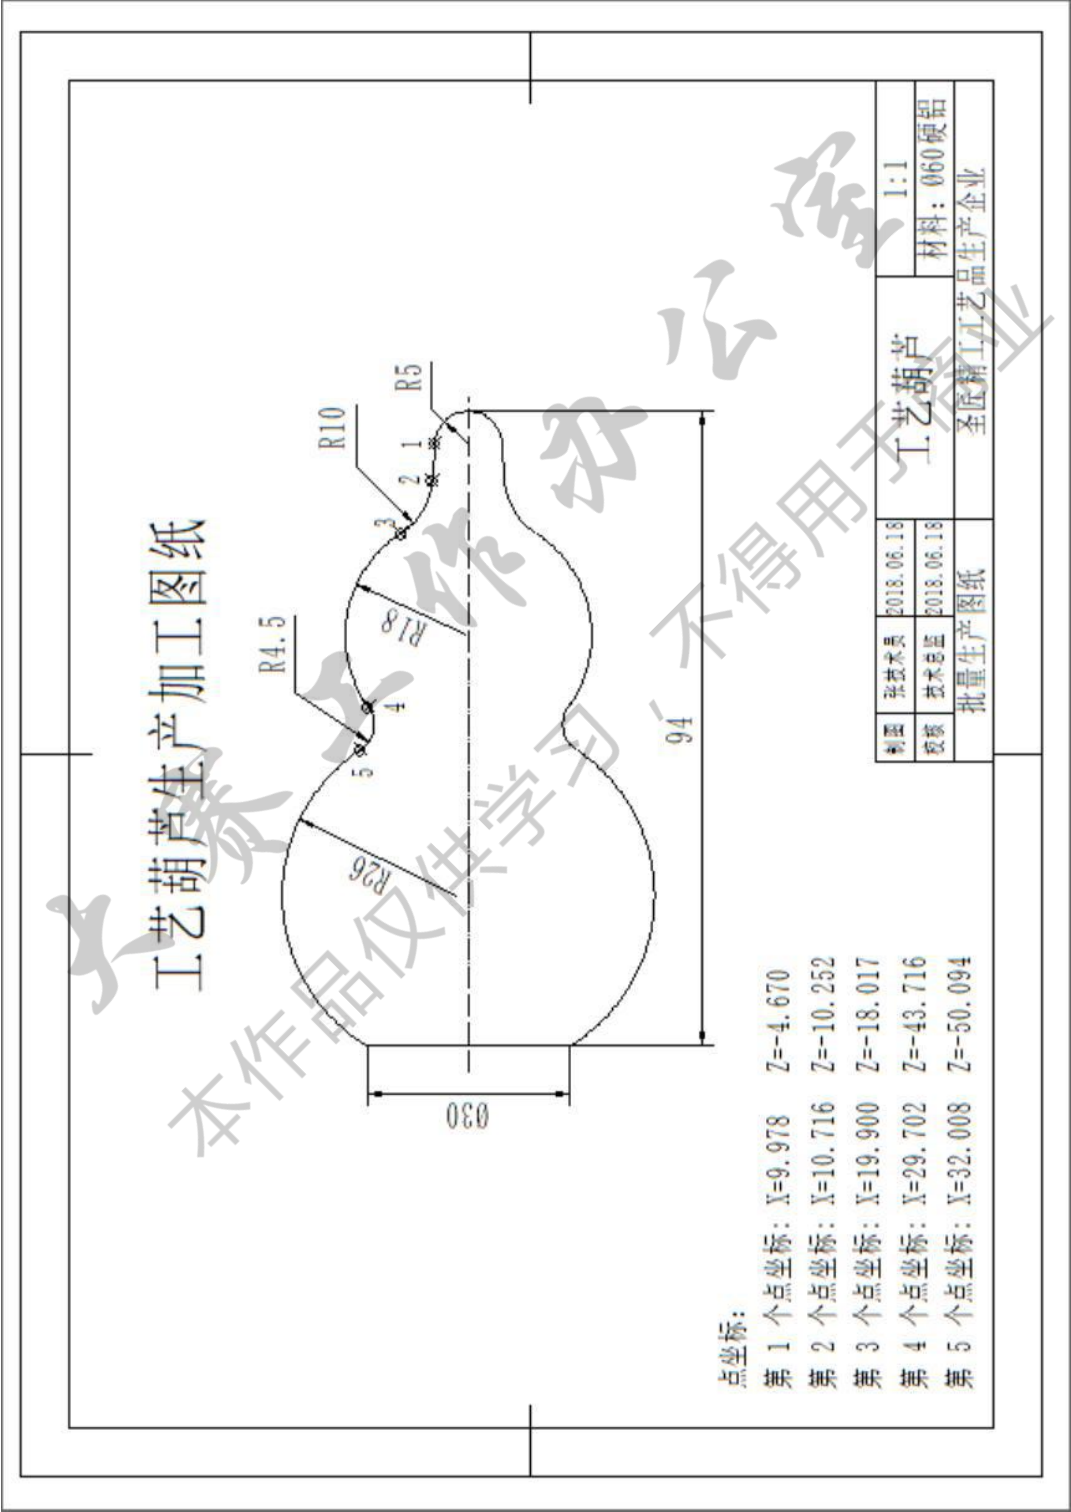 工艺葫芦生产加工图纸
R26
R4.5
R18
R10
R5
5
4
3
2
1
Ø30
94
点坐标:
第 1 个点坐标: X=9.978 Z=-4.670
第 2 个点坐标: X=10.716 Z=-10.252
第 3 个点坐标: X=19.900 Z=-18.017
第 4 个点坐标: X=29.702 Z=-43.716
第 5 个点坐标: X=32.008 Z=-50.094
制图 张技术员 2018.06.18
校核 技术总监 2018.06.18
工艺葫芦
1:1
材料: Ø60硬铝
批量生产图纸
圣匠精工工艺品生产企业
大赛工作办公室
本作品仅供学习，不得用于商业